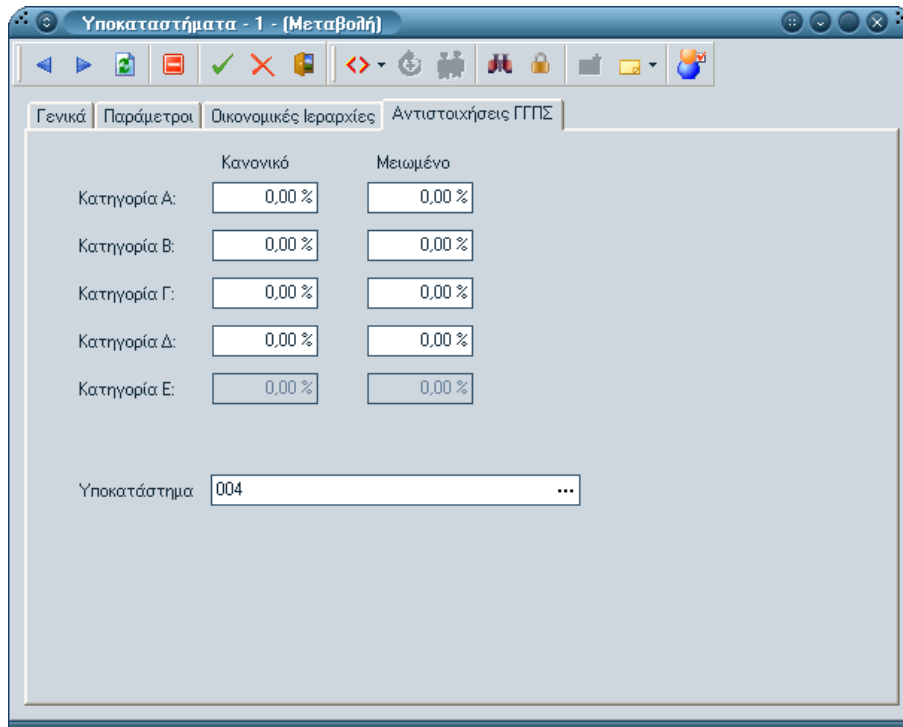 Υποκαταστήματα - 1 - (Μεταβολή)
Γενικά Παράμετροι Οικονομικές Ιεραρχίες Αντιστοιχήσεις ΓΓΠΣ
Κανονικό Μειωμένο
Κατηγορία Α: 0,00 % 0,00 %
Κατηγορία Β: 0,00 % 0,00 %
Κατηγορία Γ: 0,00 % 0,00 %
Κατηγορία Δ: 0,00 % 0,00 %
Κατηγορία Ε: 0,00 % 0,00 %
Υποκατάστημα 004 ...